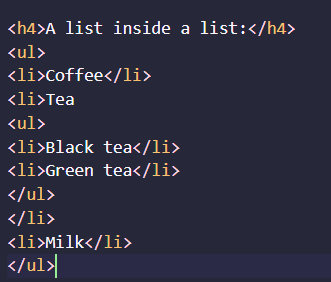 <h4>A list inside a list:</h4>
<ul>
<li>Coffee</li>
<li>Tea
<ul>
<li>Black tea</li>
<li>Green tea</li>
</ul>
</li>
<li>Milk</li>
</ul>